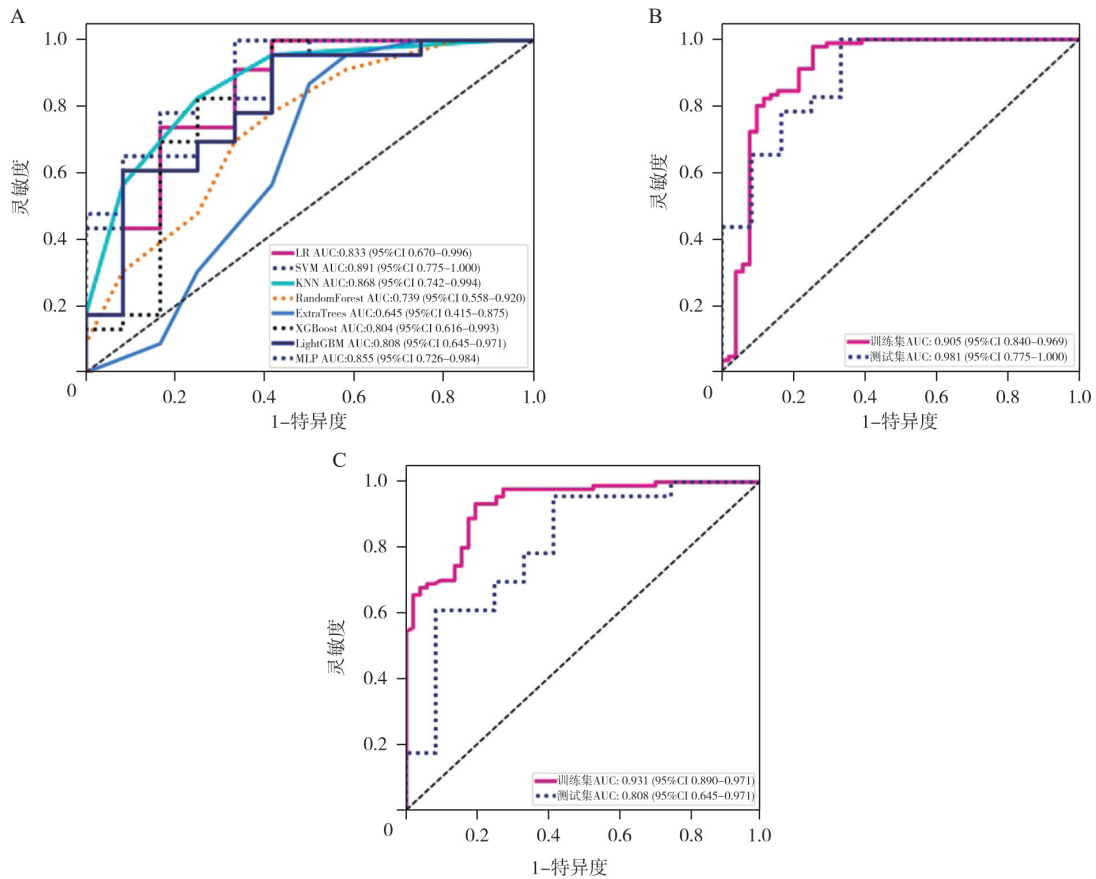 A
1.0
0.8
0.6
0.4
0.2
0
0.2
0.4
0.6
0.8
1.0
灵敏度
1-特异度
LR AUC:0.833 (95%CI 0.670-0.996)
SVM AUC:0.891 (95%CI 0.775-1.000)
KNN AUC:0.868 (95%CI 0.742-0.994)
RandomForest AUC:0.739 (95%CI 0.558-0.920)
ExtraTrees AUC:0.645 (95%CI 0.415-0.875)
XGBoost AUC:0.804 (95%CI 0.616-0.993)
LightGBM AUC:0.808 (95%CI 0.645-0.971)
MLP AUC:0.855 (95%CI 0.726-0.984)
B
1.0
0.8
0.6
0.4
0.2
0
0.2
0.4
0.6
0.8
1.0
灵敏度
1-特异度
训练集AUC: 0.905 (95%CI 0.840-0.969)
测试集AUC: 0.981 (95%CI 0.775-1.000)
C
1.0
0.8
0.6
0.4
0.2
0
0.2
0.4
0.6
0.8
1.0
灵敏度
1-特异度
训练集AUC: 0.931 (95%CI 0.890-0.971)
测试集AUC: 0.808 (95%CI 0.645-0.971)